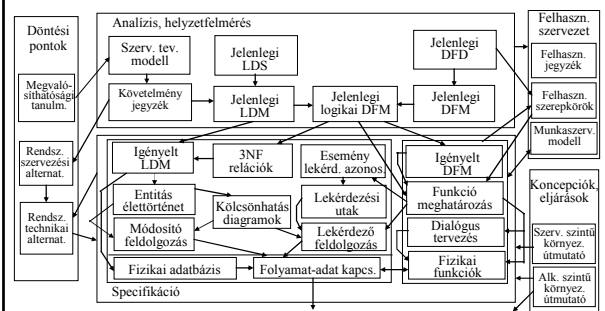 Döntési
pontok
Megvaló-
síthatósági
tanulm.
Rendsz.
szervezési
alternat.
Rendsz.
technikai
alternat.
Analízis, helyzetfelmérés
Szerv. tev.
modell
Követelmény
jegyzék
Jelenlegi
LDS
Jelenlegi
LDM
Jelenlegi
logikai DFM
Jelenlegi
DFD
Jelenlegi
DFM
Igényelt
LDM
3NF
relációk
Esemény
lekérd. azonos.
Igényelt
DFM
Entitás
élettörténet
Kölcsönhatás
diagramok
Lekérdezési
utak
Funkció
meghatározás
Módosító
feldolgozás
Lekérdező
feldolgozás
Dialógus
tervezés
Fizikai adatbázis
Folyamat-adat kapcs.
Fizikai
funkciók
Specifikáció
Felhaszn.
szervezet
Felhaszn.
jegyzék
Felhaszn.
szerepkörök
Munkaszerv.
modell
Koncepciók,
eljárások
Szerv. szintű
környez.
útmutató
Alk. szintű
környez.
útmutató